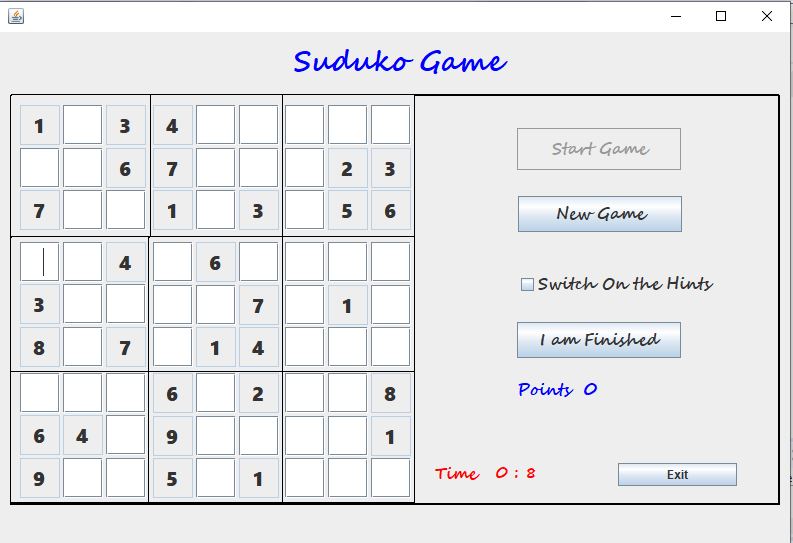 Suduko Game
1 3 4
6 7 2 3
7 1 3 5 6
4 6
3 7 1
8 7 1 4
6 2 8
6 4 9 1
9 5 1
Start Game
New Game
Switch On the Hints
I am Finished
Points 0
Time 0 : 8
Exit